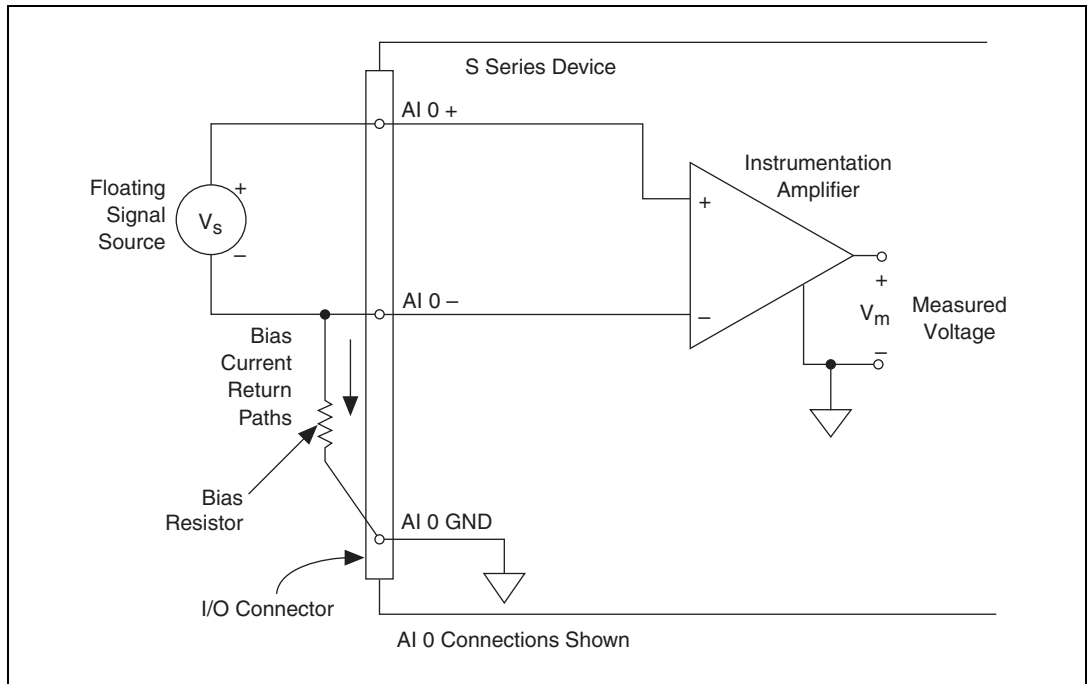 S Series Device
AI 0 +
Instrumentation
Amplifier
Floating
Signal
Source
+
Vs
–
+
–
AI 0 –
+
Vm
–
Measured
Voltage
Bias
Current
Return
Paths
Bias
Resistor
AI 0 GND
I/O Connector
AI 0 Connections Shown